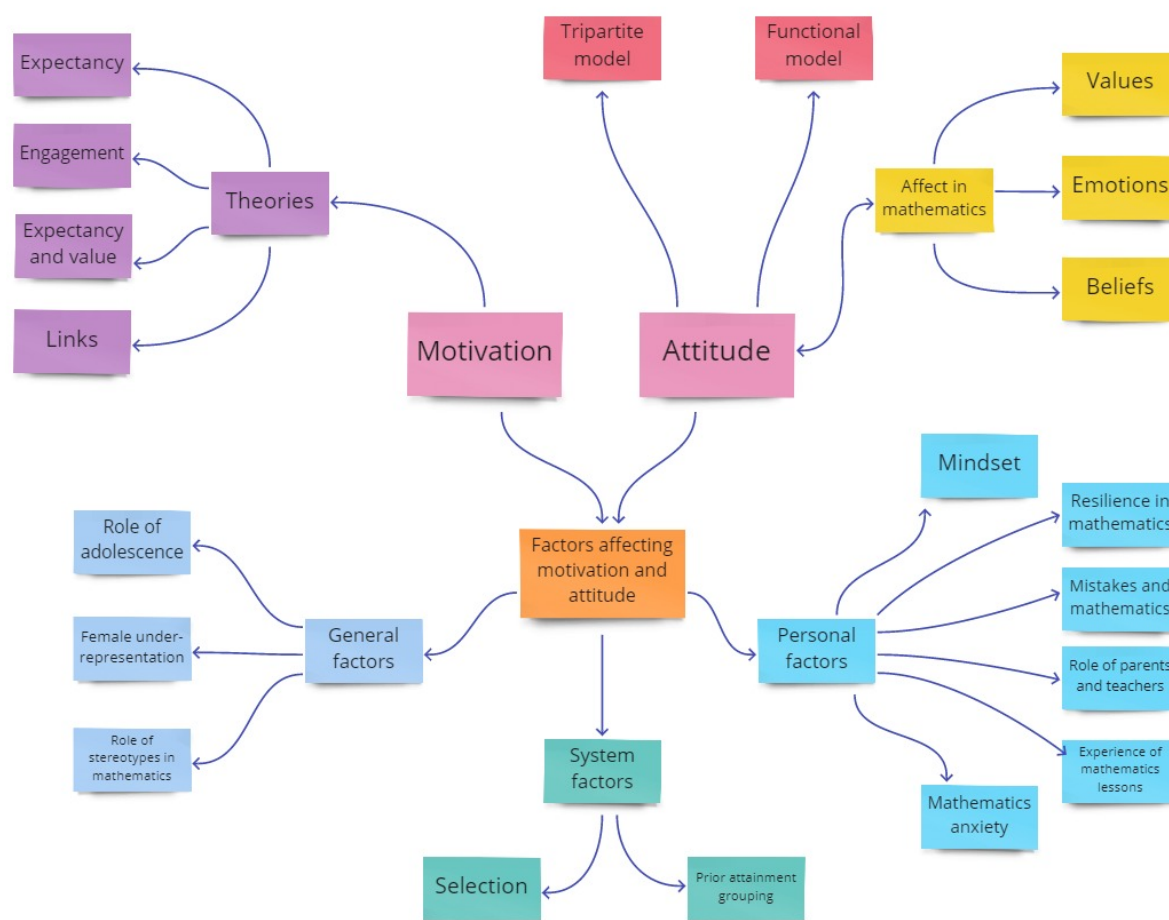 Tripartite
model
Functional
model
Expectancy
Engagement
Expectancy
and value
Links
Theories
Values
Emotions
Beliefs
Affect in
mathematics
Motivation
Attitude
Factors affecting
motivation and
attitude
Role of
adolescence
Female under-
representation
Role of
stereotypes in
mathematics
General
factors
Personal
factors
Mindset
Resilience in
mathematics
Mistakes and
mathematics
Role of parents
and teachers
Experience of
mathematics
lessons
Mathematics
anxiety
System
factors
Selection
Prior attainment
grouping